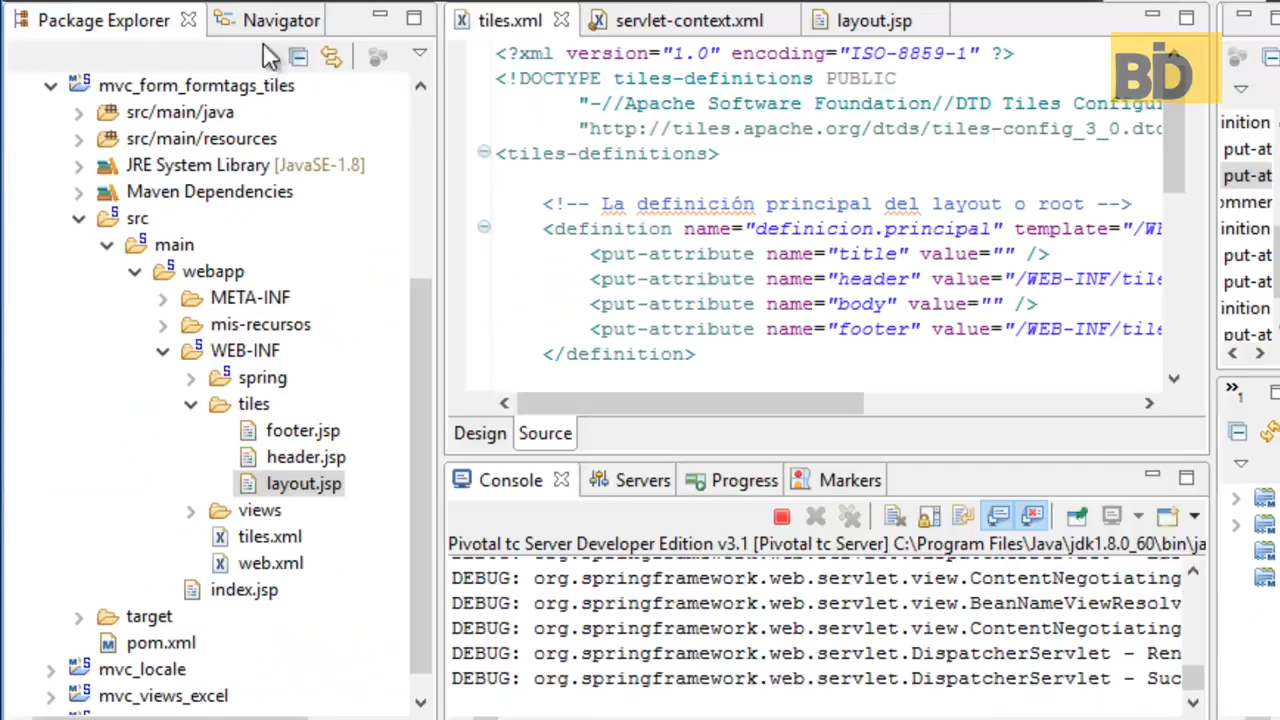 Package Explorer
Navigator
mvc_form_formtags_tiles
src/main/java
src/main/resources
JRE System Library [JavaSE-1.8]
Maven Dependencies
src
main
webapp
META-INF
mis-recursos
WEB-INF
spring
tiles
footer.jsp
header.jsp
layout.jsp
views
tiles.xml
web.xml
index.jsp
target
pom.xml
mvc_locale
mvc_views_excel
tiles.xml
servlet-context.xml
layout.jsp
<?xml version="1.0" encoding="ISO-8859-1" ?>
<!DOCTYPE tiles-definitions PUBLIC
"-//Apache Software Foundation//DTD Tiles Configu
"http://tiles.apache.org/dtds/tiles-config_3_0.dtd
<tiles-definitions>
<!-- La definición principal del layout o root -->
<definition name="definicion.principal" template="/WE
<put-attribute name="title" value="" />
<put-attribute name="header" value="/WEB-INF/tile
<put-attribute name="body" value="" />
<put-attribute name="footer" value="/WEB-INF/tile
</definition>
Design
Source
Console
Servers
Progress
Markers
Pivotal tc Server Developer Edition v3.1 [Pivotal tc Server] C:\Program Files\Java\jdk1.8.0_60\bin\ja
DEBUG: org.springframework.web.servlet.view.ContentNegotiating
DEBUG: org.springframework.web.servlet.view.BeanNameViewResolv
DEBUG: org.springframework.web.servlet.view.ContentNegotiating
DEBUG: org.springframework.web.servlet.DispatcherServlet - Ren
DEBUG: org.springframework.web.servlet.DispatcherServlet - Suc
BD
inition
put-at
put-at
ommer
inition
put-at
put-at
inition
put-at
1